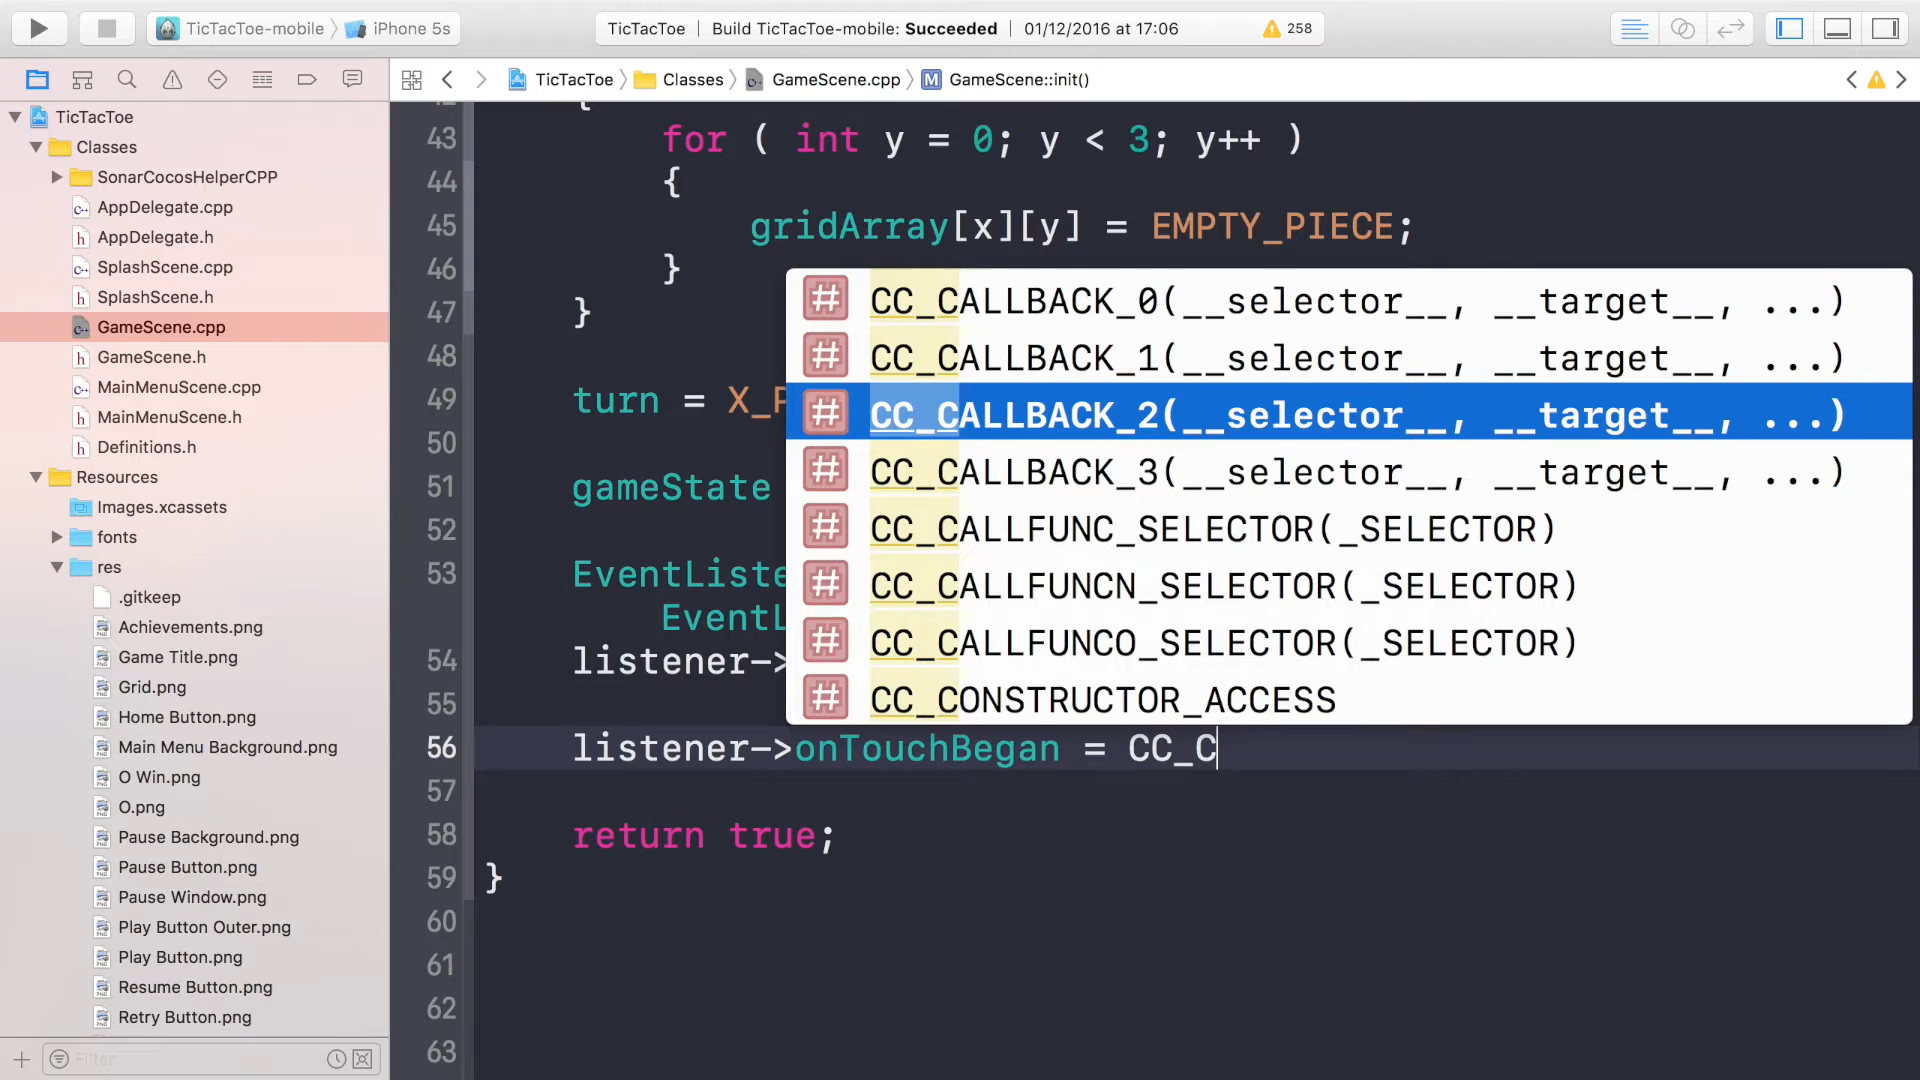 TicTacToe-mobile iPhone 5s
TicTacToe Build TicTacToe-mobile: Succeeded 01/12/2016 at 17:06 258
TicTacToe Classes GameScene.cpp M GameScene::init()
TicTacToe
Classes
SonarCocosHelperCPP
AppDelegate.cpp
AppDelegate.h
SplashScene.cpp
SplashScene.h
GameScene.cpp
GameScene.h
MainMenuScene.cpp
MainMenuScene.h
Definitions.h
Resources
Images.xcassets
fonts
res
.gitkeep
Achievements.png
Game Title.png
Grid.png
Home Button.png
Main Menu Background.png
O Win.png
O.png
Pause Background.png
Pause Button.png
Pause Window.png
Play Button Outer.png
Play Button.png
Resume Button.png
Retry Button.png
Filter
{
43 for ( int y = 0; y < 3; y++ )
44 {
45 gridArray[x][y] = EMPTY_PIECE;
46 }
47 }
48
49 turn = X_P
50
51 gameState
52
53 EventListe
EventL
54 listener->
55
56 listener->onTouchBegan = CC_C
57
58 return true;
59 }
60
61
62
63
# CC_CALLBACK_0(__selector__, __target__, ...)
# CC_CALLBACK_1(__selector__, __target__, ...)
# CC_CALLBACK_2(__selector__, __target__, ...)
# CC_CALLBACK_3(__selector__, __target__, ...)
# CC_CALLFUNC_SELECTOR(_SELECTOR)
# CC_CALLFUNCN_SELECTOR(_SELECTOR)
# CC_CALLFUNCO_SELECTOR(_SELECTOR)
# CC_CONSTRUCTOR_ACCESS